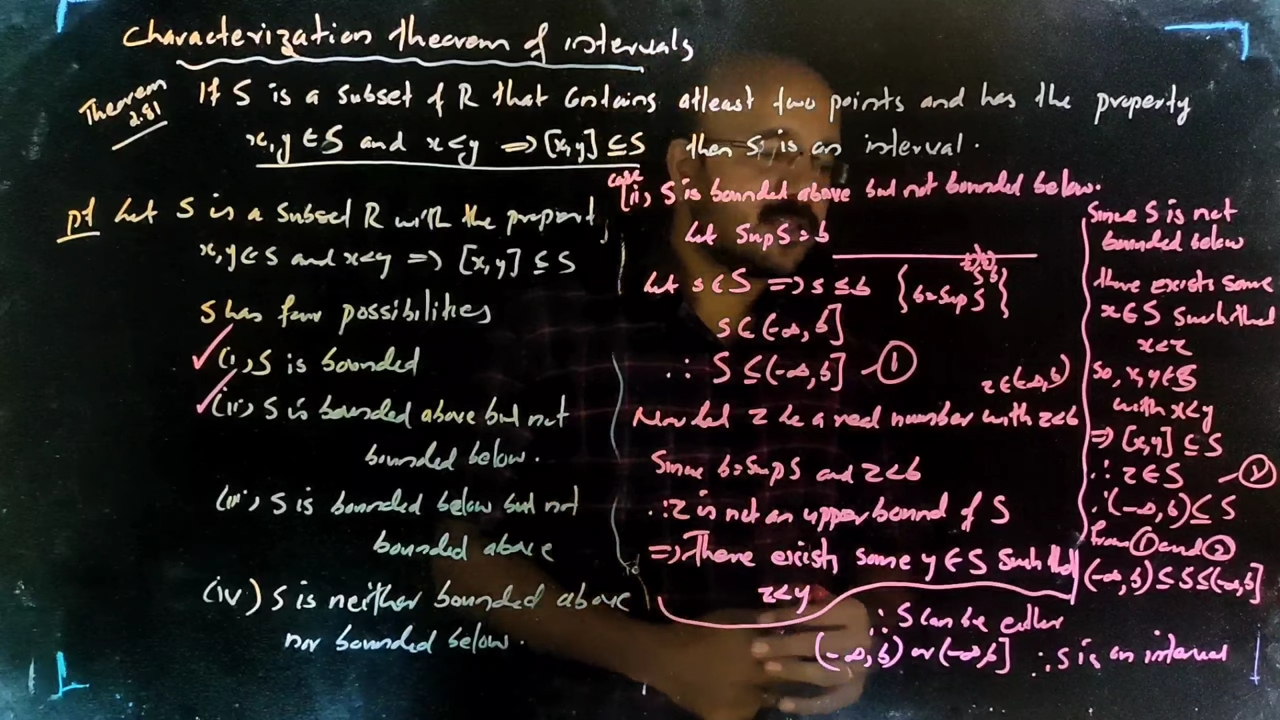 Characterization theorem of intervals
Theorem 2.81
If S is a subset of R that contains atleast two points and has the property
x, y ∈ S and x < y ⇒ [x, y] ⊆ S then S is an interval.
pf Let S is a subset R with the propert
x, y ∈ S and x < y ⇒ [x, y] ⊆ S
S has four possibilities
(i) S is bounded
(ii) S is bounded above but not
bounded below.
(iii) S is bounded below but not
bounded above
(iv) S is neither bounded above
nor bounded below.
case (ii) S is bounded above but not bounded below.
Let Sup S = b
Let s ∈ S ⇒ s ≤ b { b = Sup S }
S b
s ∈ (-∞, b]
∴ S ⊆ (-∞, b] - ①
z ∈ (-∞, b)
Now let z be a real number with z < b
Since b = Sup S and z < b
∴ z is not an upper bound of S
⇒ There exists some y ∈ S such that
z < y
Since S is not
bounded below
there exists some
x ∈ S such that
x < z
So, x, y ∈ S
with x < y
⇒ [x, y] ⊆ S
∴ z ∈ S - ②
∴ (-∞, b) ⊆ S
from ① and ②
(-∞, b) ⊆ S ⊆ (-∞, b]
∴ S can be either
(-∞, b) or (-∞, b] ∴ S is an interval